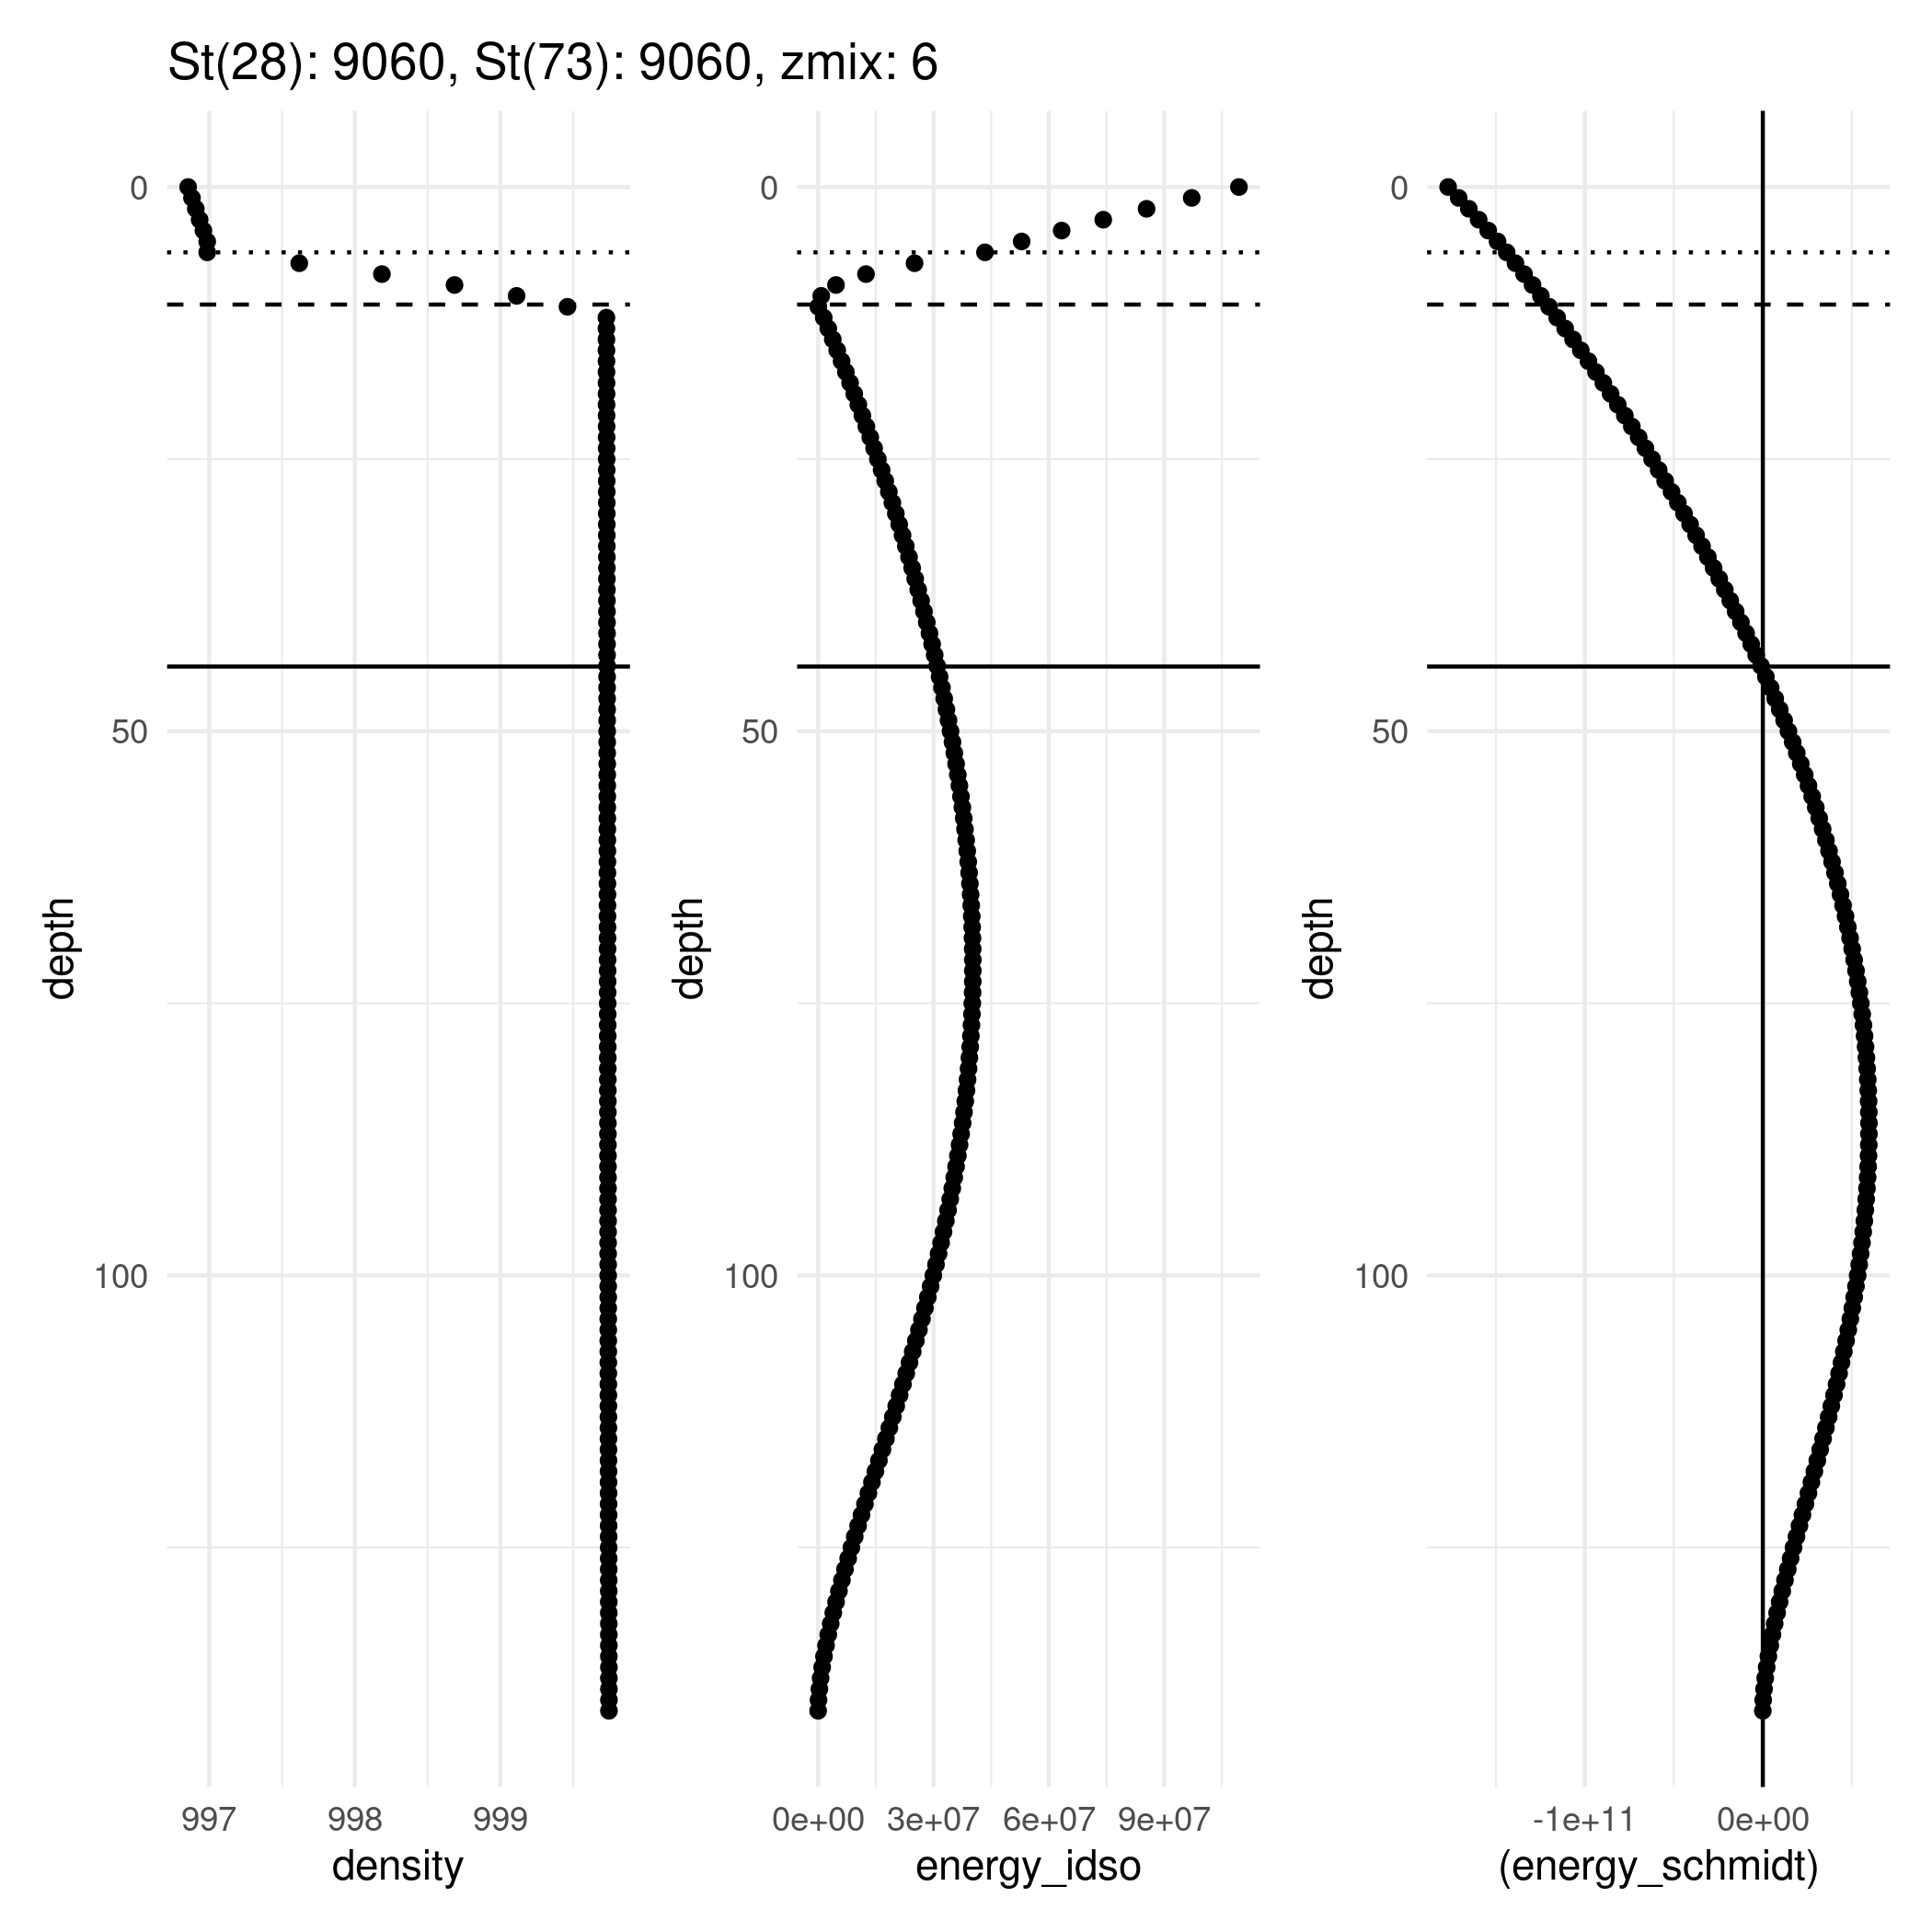 St(28): 9060, St(73): 9060, zmix: 6
0
50
100
depth
997 998 999
density
0
50
100
depth
0e+00 3e+07 6e+07 9e+07
energy_idso
0
50
100
depth
-1e+11 0e+00
(energy_schmidt)